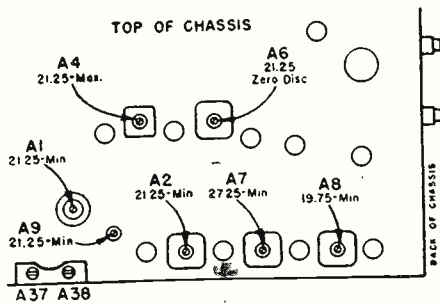 TOP OF CHASSIS
A4
21.25-Max.
A6
21.25
Zero Disc
A1
21.25-Min
A2
21.25-Min
A7
27.25-Min
A8
19.75-Min
A9
21.25-Min
A37 A38
BACK OF CHASSIS